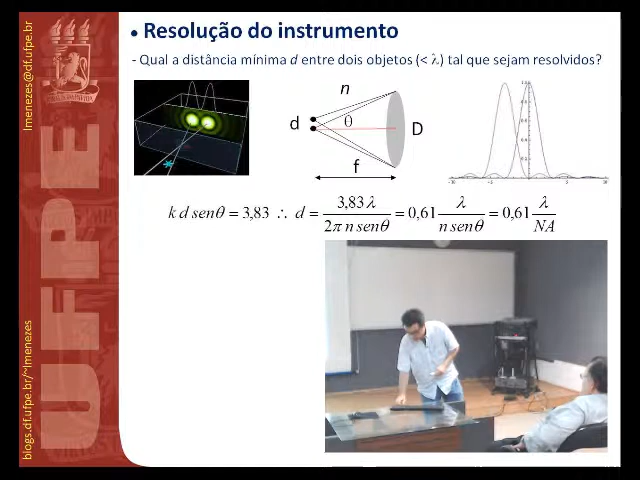 • Resolução do instrumento
- Qual a distância mínima d entre dois objetos (< λ) tal que sejam resolvidos?
n
d
θ
D
f
k d senθ = 3,83 ∴ d = 3,83 λ / 2π n senθ = 0,61 λ / n senθ = 0,61 λ / NA
lmenezes@df.ufpe.br
UFPE
blogs.df.ufpe.br/~lmenezes